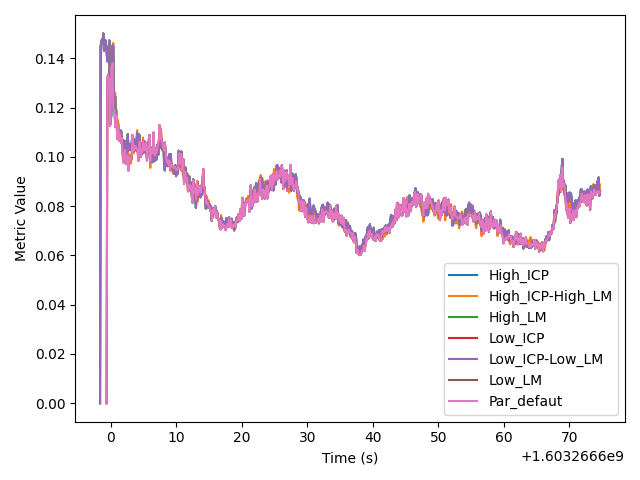 0.14
0.12
0.10
0.08
0.06
0.04
0.02
0.00
Metric Value
0 10 20 30 40 50 60 70
Time (s)
+1.6032666e9
High_ICP
High_ICP-High_LM
High_LM
Low_ICP
Low_ICP-Low_LM
Low_LM
Par_defaut